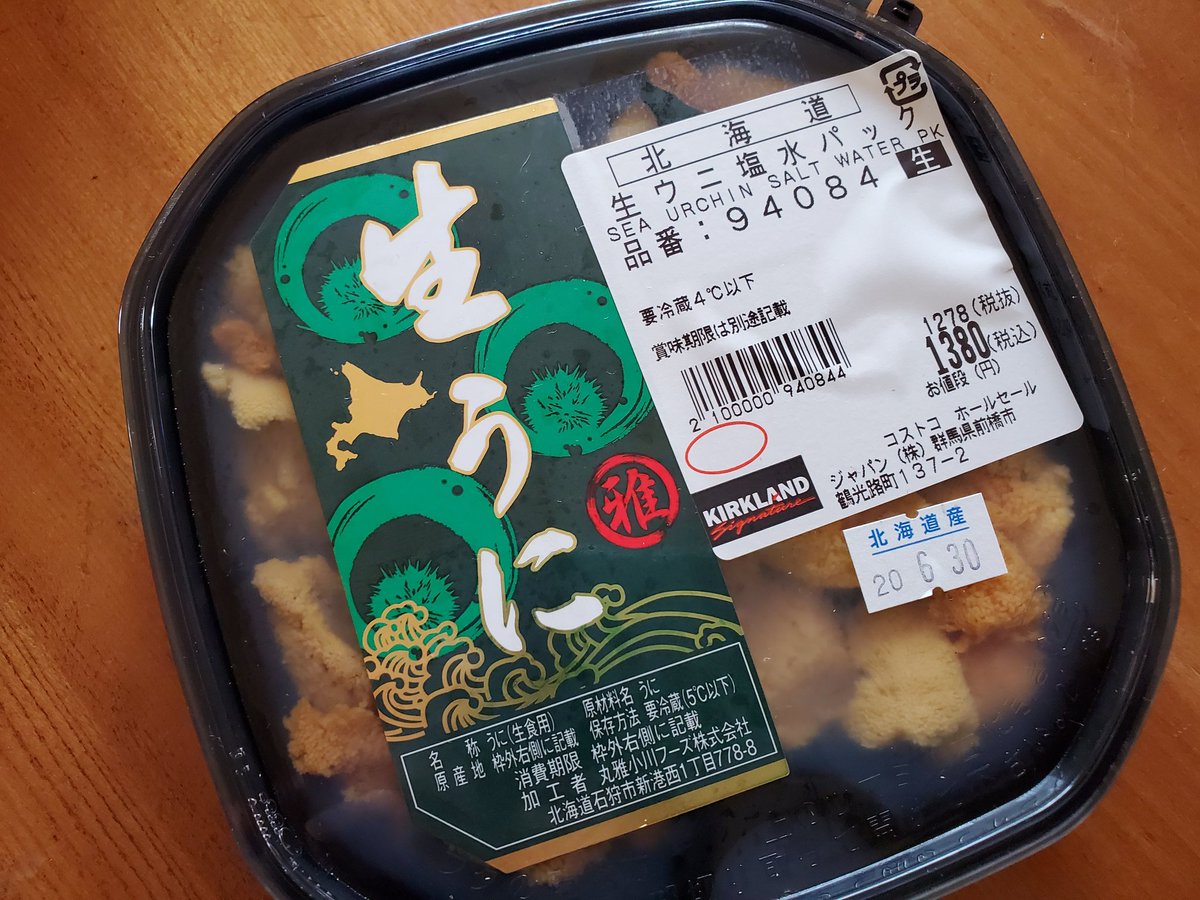 生うに
雅
名称 うに(生食用)
原産地 枠外右側に記載
原材料名 うに
保存方法 要冷蔵(5℃以下)
消費期限 枠外右側に記載
加工者 丸雅小川フーズ株式会社
北海道石狩市新港西1丁目778-8
プラ
北海道
生ウニ塩水パック
SEA URCHIN SALT WATER PK
品番:94084
生
要冷蔵4℃以下
賞味期限は別途記載
2 100000 940844
1278(税抜)
1380(税込)
お値段(円)
KIRKLAND
Signature
コストコ ホールセール
ジャパン(株)群馬県前橋市
鶴光路町137-2
北海道産
20 6 30